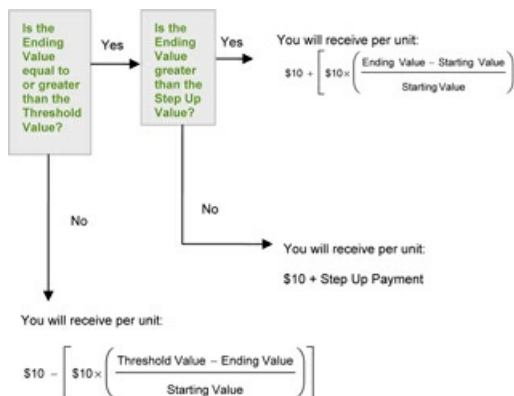 Is the
Ending
Value
equal to
or greater
than the
Threshold
Value?
Yes
Is the
Ending
Value
greater
than the
Step Up
Value?
Yes
You will receive per unit:
$10 + [ $10 × ( Ending Value – Starting Value
Starting Value ) ]
No
No
You will receive per unit:
$10 + Step Up Payment
You will receive per unit:
$10 – [ $10 × ( Threshold Value – Ending Value
Starting Value ) ]